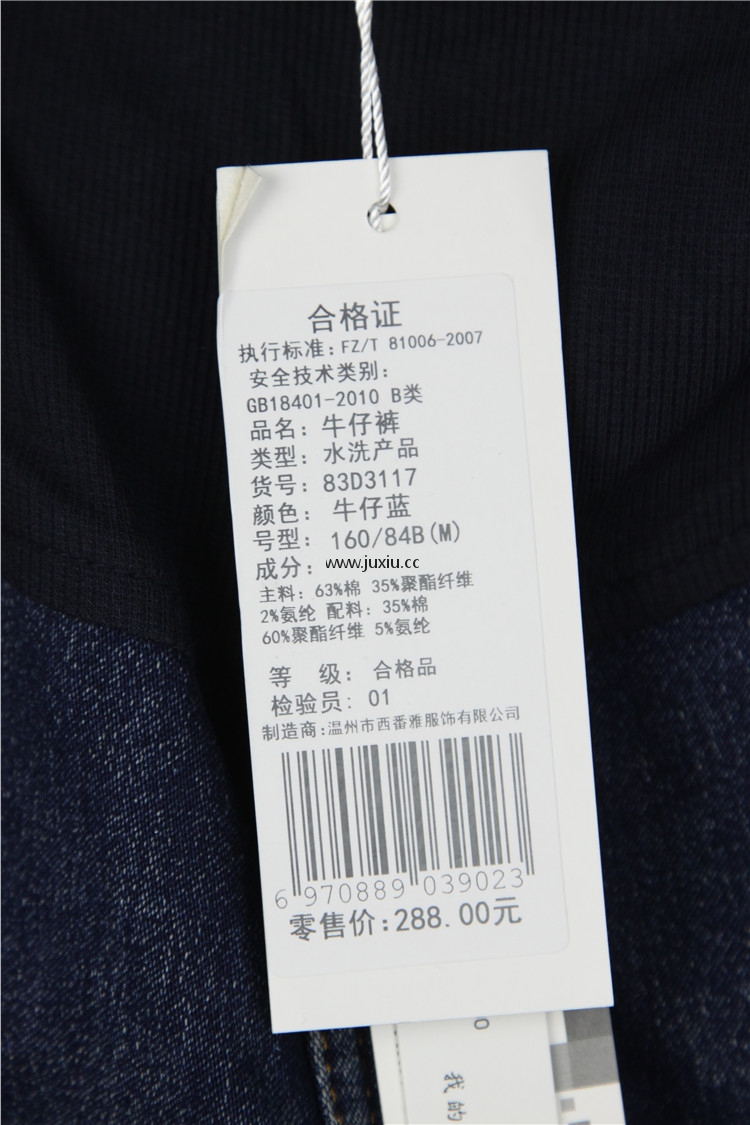 合格证
执行标准：FZ/T 81006-2007
安全技术类别：
GB18401-2010 B类
品名：牛仔裤
类型：水洗产品
货号：83D3117
颜色：牛仔蓝
号型：160/84B(M)
成分：
www.juxiu.cc
主料：63%棉 35%聚酯纤维
2%氨纶 配料：35%棉
60%聚酯纤维 5%氨纶
等 级：合格品
检验员：01
制造商：温州市西番雅服饰有限公司
6 970889 039023
零售价：288.00元
我的